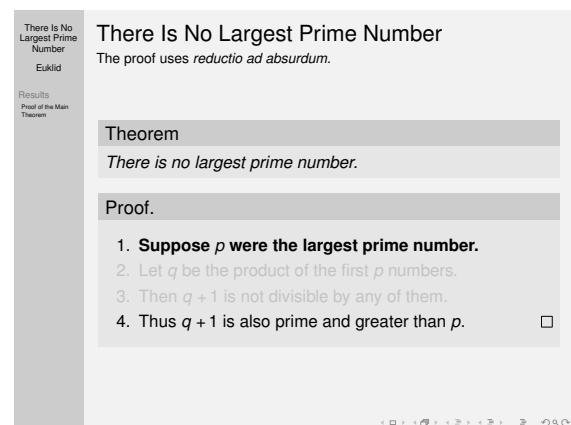 There Is No
Largest Prime
Number
Euklid
Results
Proof of the Main
Theorem
There Is No Largest Prime Number
The proof uses reductio ad absurdum.
Theorem
There is no largest prime number.
Proof.
1. Suppose p were the largest prime number.
2. Let q be the product of the first p numbers.
3. Then q + 1 is not divisible by any of them.
4. Thus q + 1 is also prime and greater than p. □